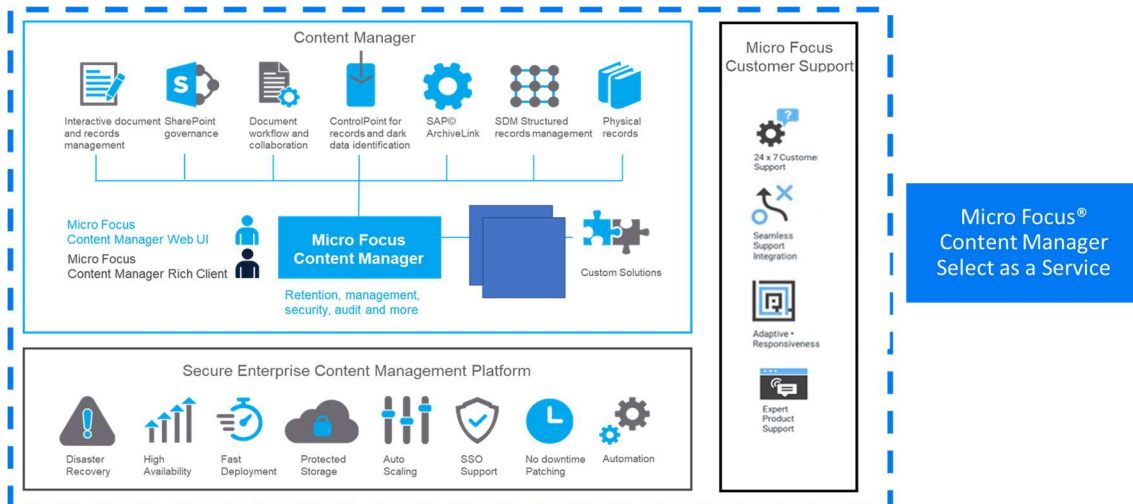 Content Manager
Interactive document
and records
management
SharePoint
governance
Document
workflow and
collaboration
ControlPoint for
records and dark
data identification
SAP©
ArchiveLink
SDM Structured
records management
Physical
records
Micro Focus
Content Manager Web UI
Micro Focus
Content Manager Rich Client
Micro Focus
Content Manager
Retention, management,
security, audit and more
Custom Solutions
Secure Enterprise Content Management Platform
Disaster
Recovery
High
Availability
Fast
Deployment
Protected
Storage
Auto
Scaling
SSO
Support
No downtime
Patching
Automation
Micro Focus
Customer Support
24 x 7 Custome
Support
Seamless
Support
Integration
Adaptive •
Responsiveness
Expert
Product
Support
Micro Focus®
Content Manager
Select as a Service